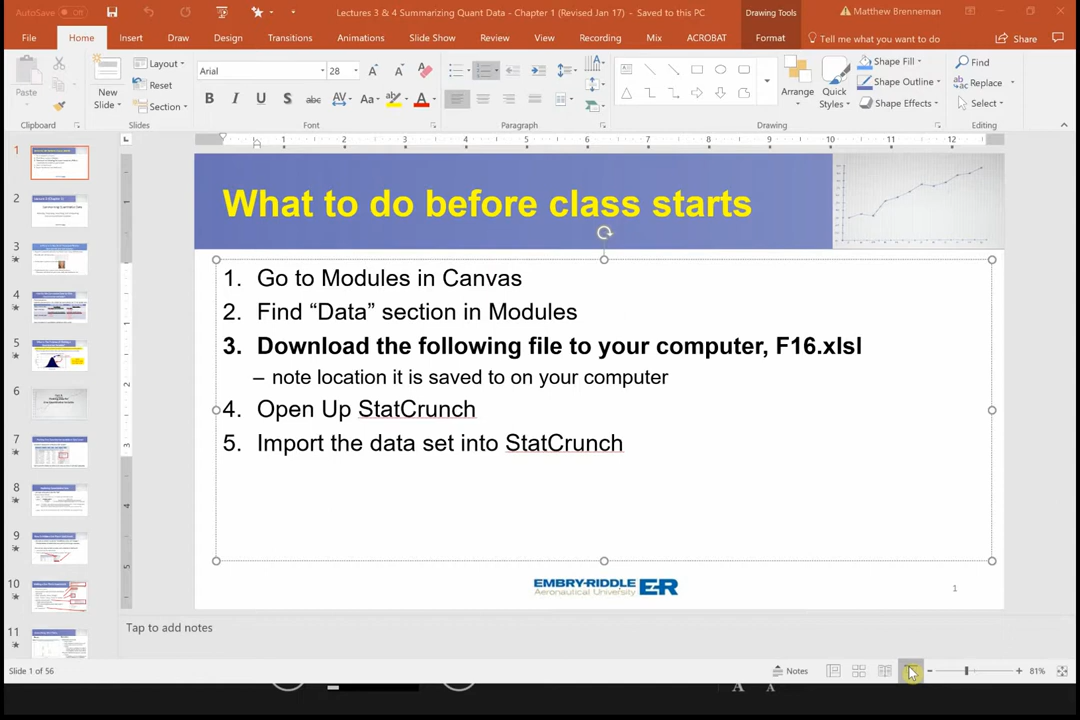 AutoSave Off
Lectures 3 & 4 Summarizing Quant Data - Chapter 1 (Revised Jan 17) - Saved to this PC
Drawing Tools
Matthew Brenneman
File Home Insert Draw Design Transitions Animations Slide Show Review View Recording Mix ACROBAT Format Tell me what you want to do Share
Paste
New
Slide
Layout
Reset
Section
Arial 28
Shape Fill
Shape Outline
Shape Effects
Arrange
Quick
Styles
Find
Replace
Select
Clipboard Slides Font Paragraph Drawing Editing
What to do before class starts
1. Go to Modules in Canvas
2. Find “Data” section in Modules
3. Download the following file to your computer, F16.xlsl
– note location it is saved to on your computer
4. Open Up StatCrunch
5. Import the data set into StatCrunch
EMBRY-RIDDLE
Aeronautical University
1
Tap to add notes
Slide 1 of 56
Notes
81%